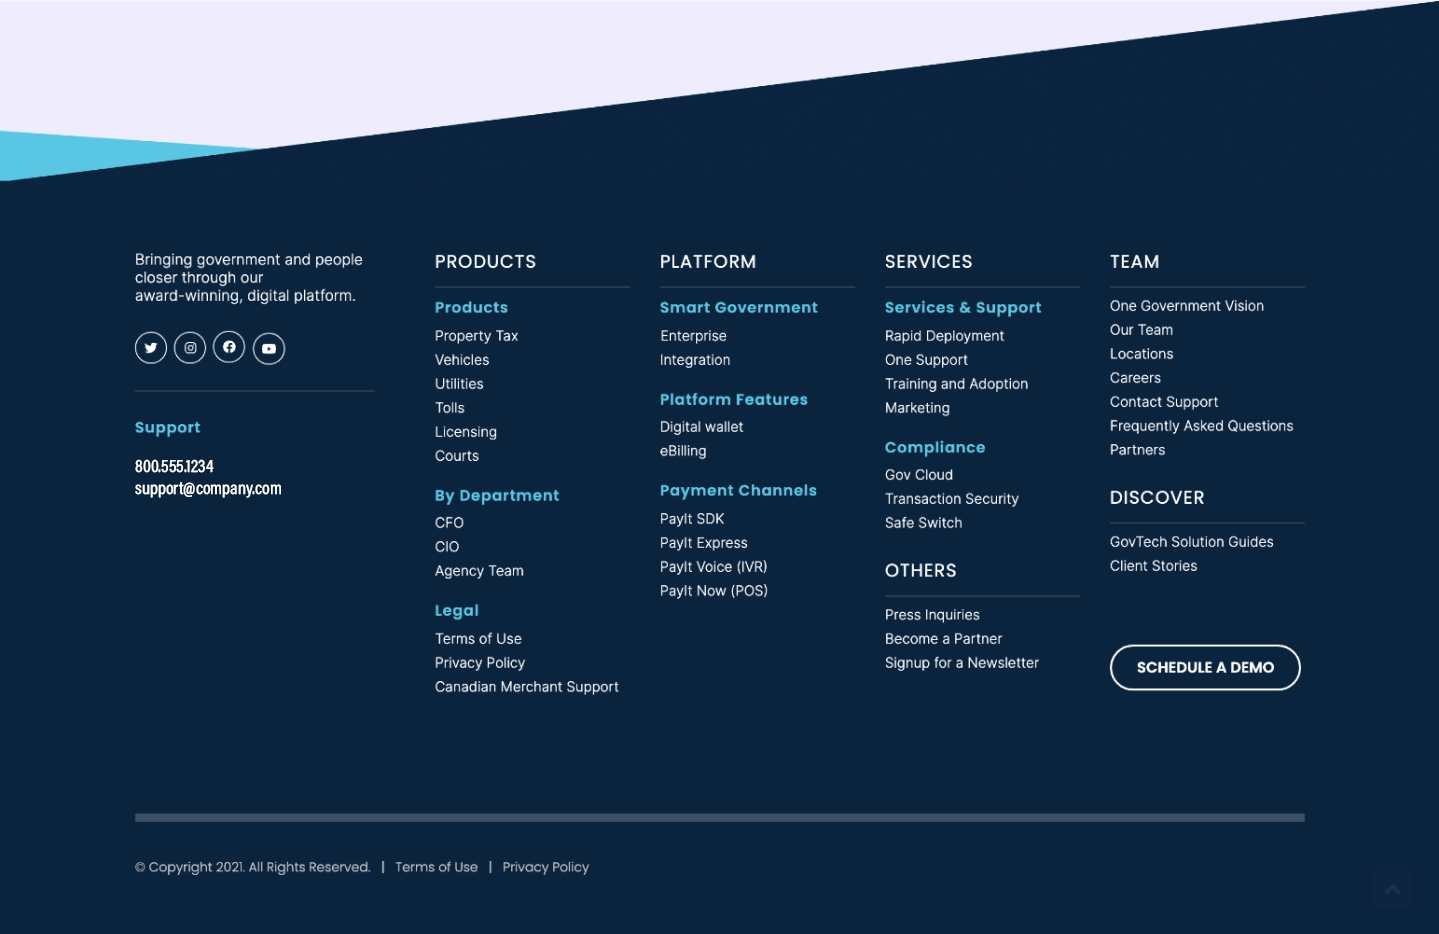 Bringing government and people
closer through our
award-winning, digital platform.
Support
800.555.1234
support@company.com
PRODUCTS
Products
Property Tax
Vehicles
Utilities
Tolls
Licensing
Courts
By Department
CFO
CIO
Agency Team
Legal
Terms of Use
Privacy Policy
Canadian Merchant Support
PLATFORM
Smart Government
Enterprise
Integration
Platform Features
Digital wallet
eBilling
Payment Channels
PayIt SDK
PayIt Express
PayIt Voice (IVR)
PayIt Now (POS)
SERVICES
Services & Support
Rapid Deployment
One Support
Training and Adoption
Marketing
Compliance
Gov Cloud
Transaction Security
Safe Switch
OTHERS
Press Inquiries
Become a Partner
Signup for a Newsletter
TEAM
One Government Vision
Our Team
Locations
Careers
Contact Support
Frequently Asked Questions
Partners
DISCOVER
GovTech Solution Guides
Client Stories
SCHEDULE A DEMO
© Copyright 2021. All Rights Reserved. | Terms of Use | Privacy Policy